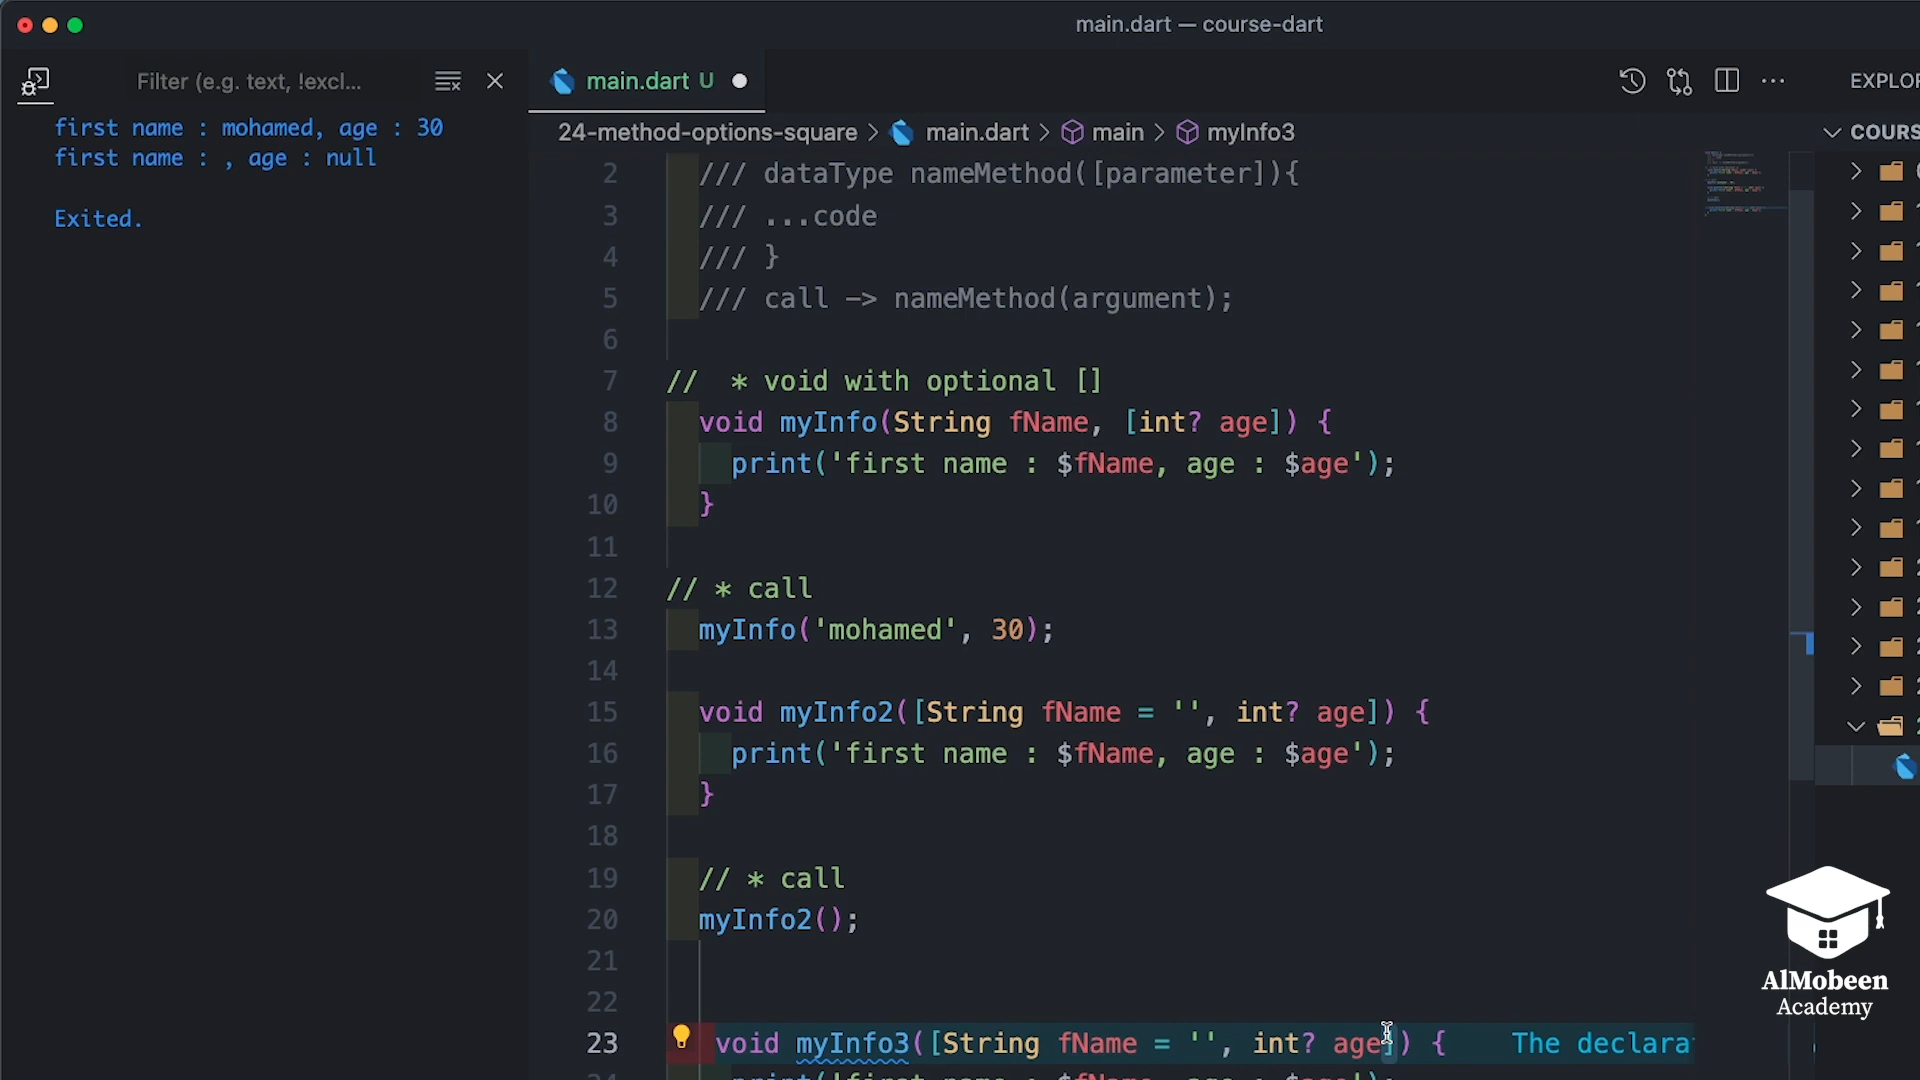 main.dart — course-dart
Filter (e.g. text, !excl...
main.dart U
EXPLOR
first name : mohamed, age : 30
first name : , age : null
Exited.
24-method-options-square > main.dart > main > myInfo3
COURS
2 /// dataType nameMethod([parameter]){
3 /// ...code
4 /// }
5 /// call -> nameMethod(argument);
6
7 // * void with optional []
8 void myInfo(String fName, [int? age]) {
9 print('first name : $fName, age : $age');
10 }
11
12 // * call
13 myInfo('mohamed', 30);
14
15 void myInfo2([String fName = '', int? age]) {
16 print('first name : $fName, age : $age');
17 }
18
19 // * call
20 myInfo2();
21
22
23 void myInfo3([String fName = '', int? age]) { The declara
AlMobeen
Academy